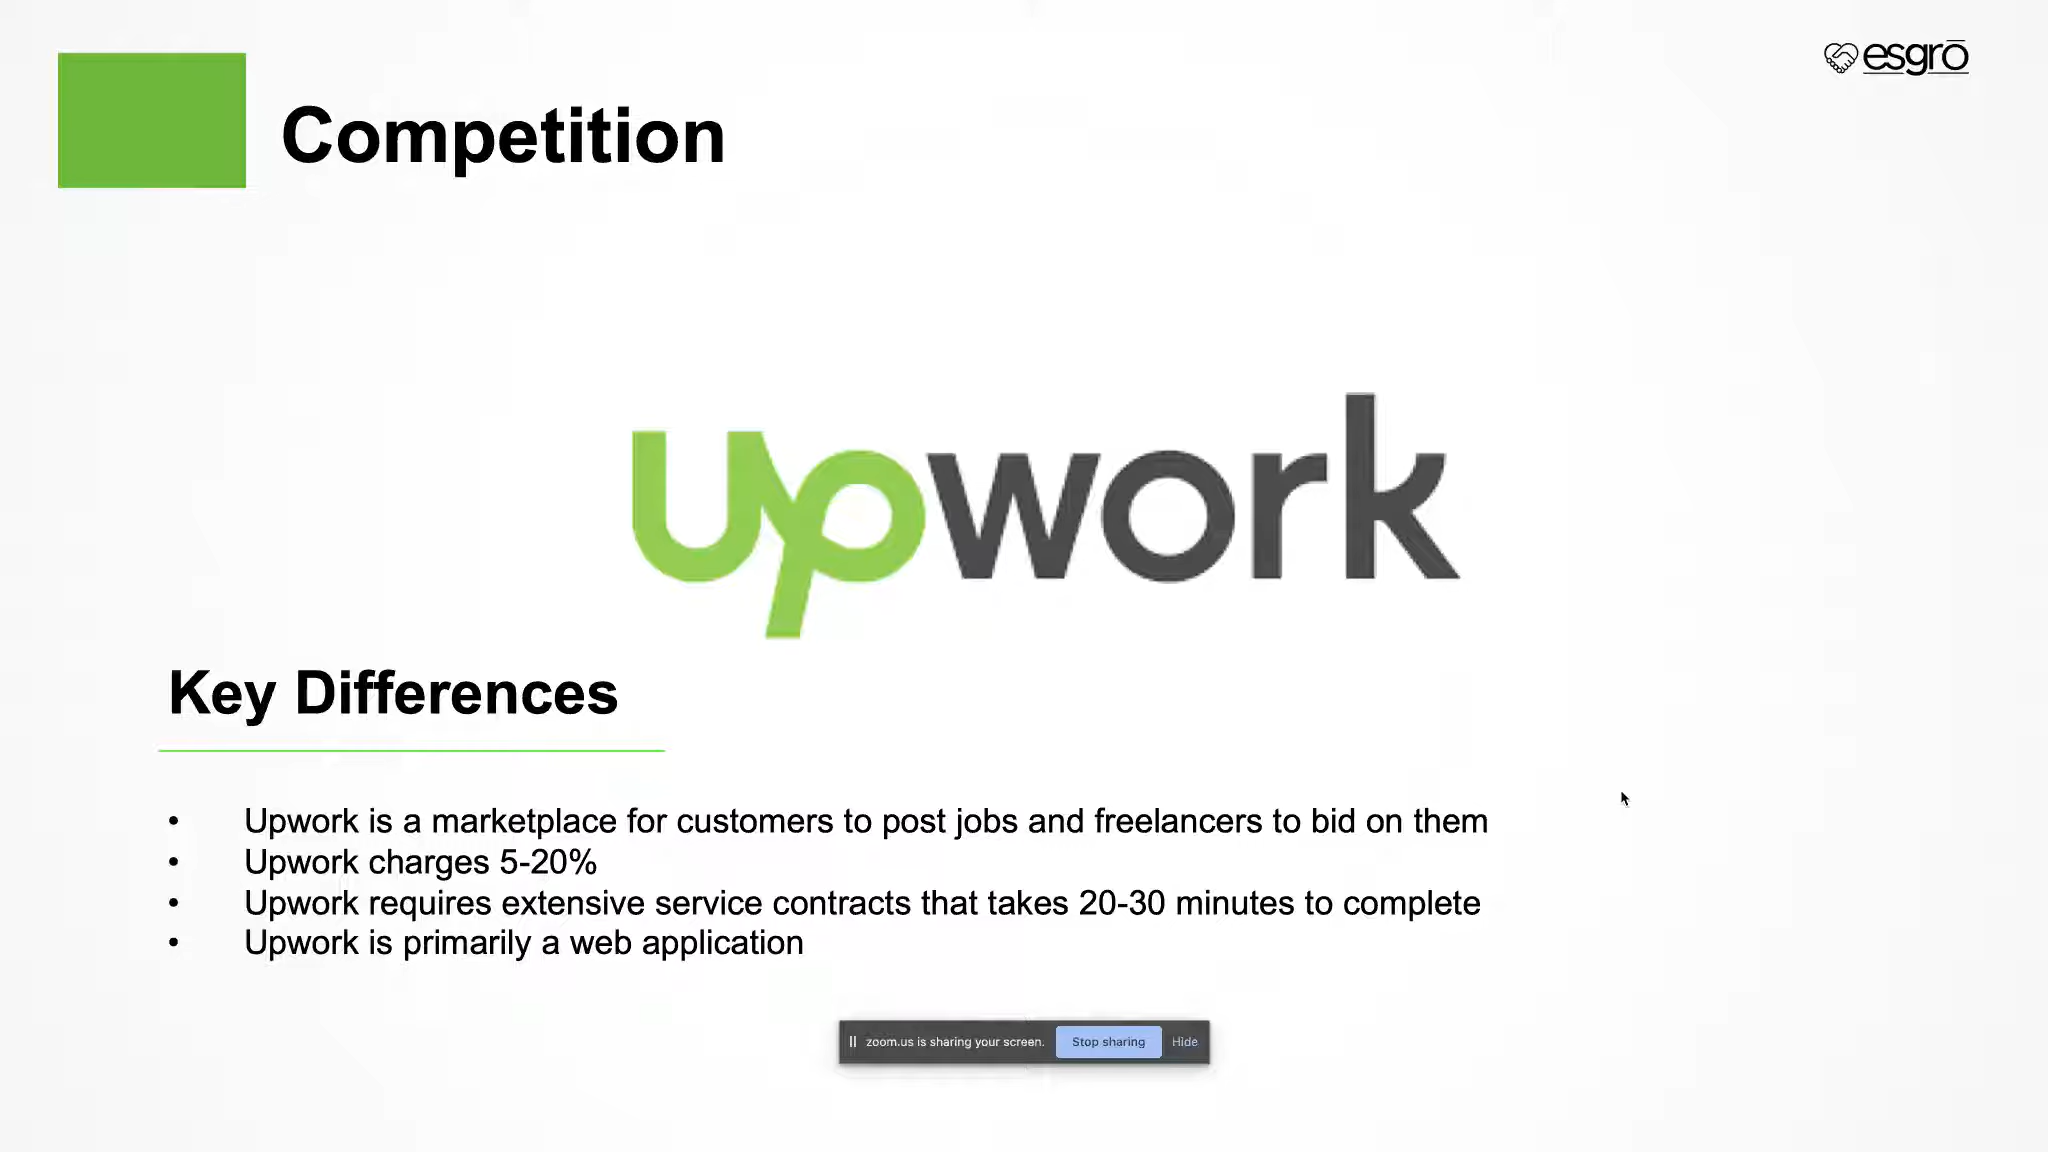 esgrō
Competition
upwork
Key Differences
• Upwork is a marketplace for customers to post jobs and freelancers to bid on them
• Upwork charges 5-20%
• Upwork requires extensive service contracts that takes 20-30 minutes to complete
• Upwork is primarily a web application
zoom.us is sharing your screen. Stop sharing Hide